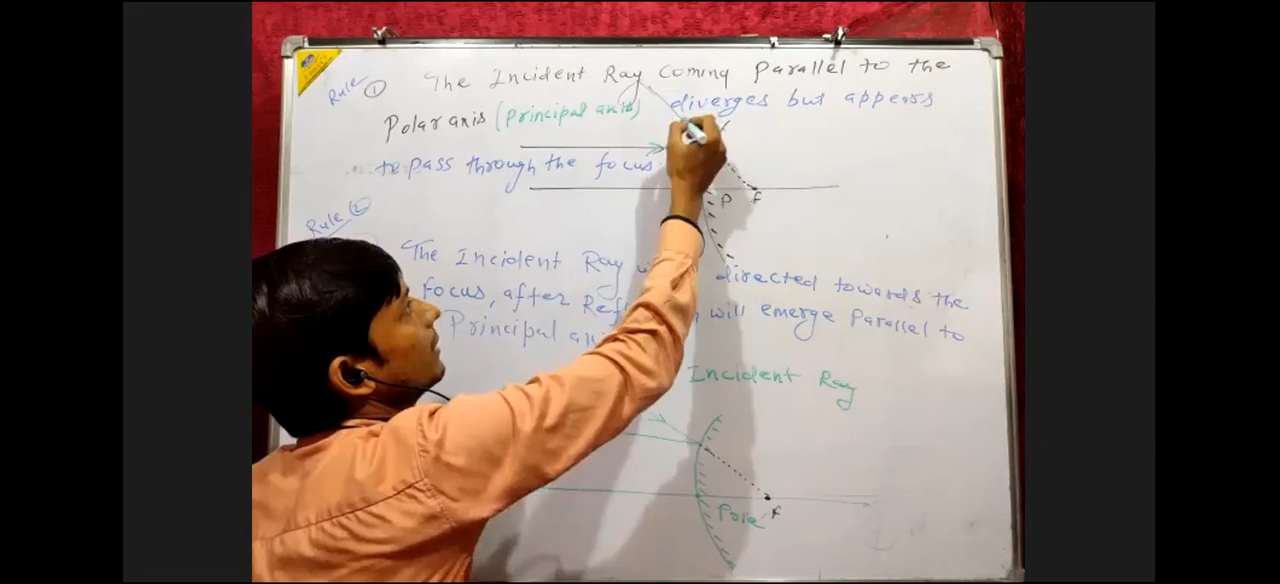 Rule ①
The Incident Ray Coming Parallel to the
Polar axis (Principal axis) diverges but appears
to pass through the focus.
P F
Rule ②
The Incident Ray directed towards the
Focus, after will emerge Parallel to
Principal
Incident Ray
Pole F